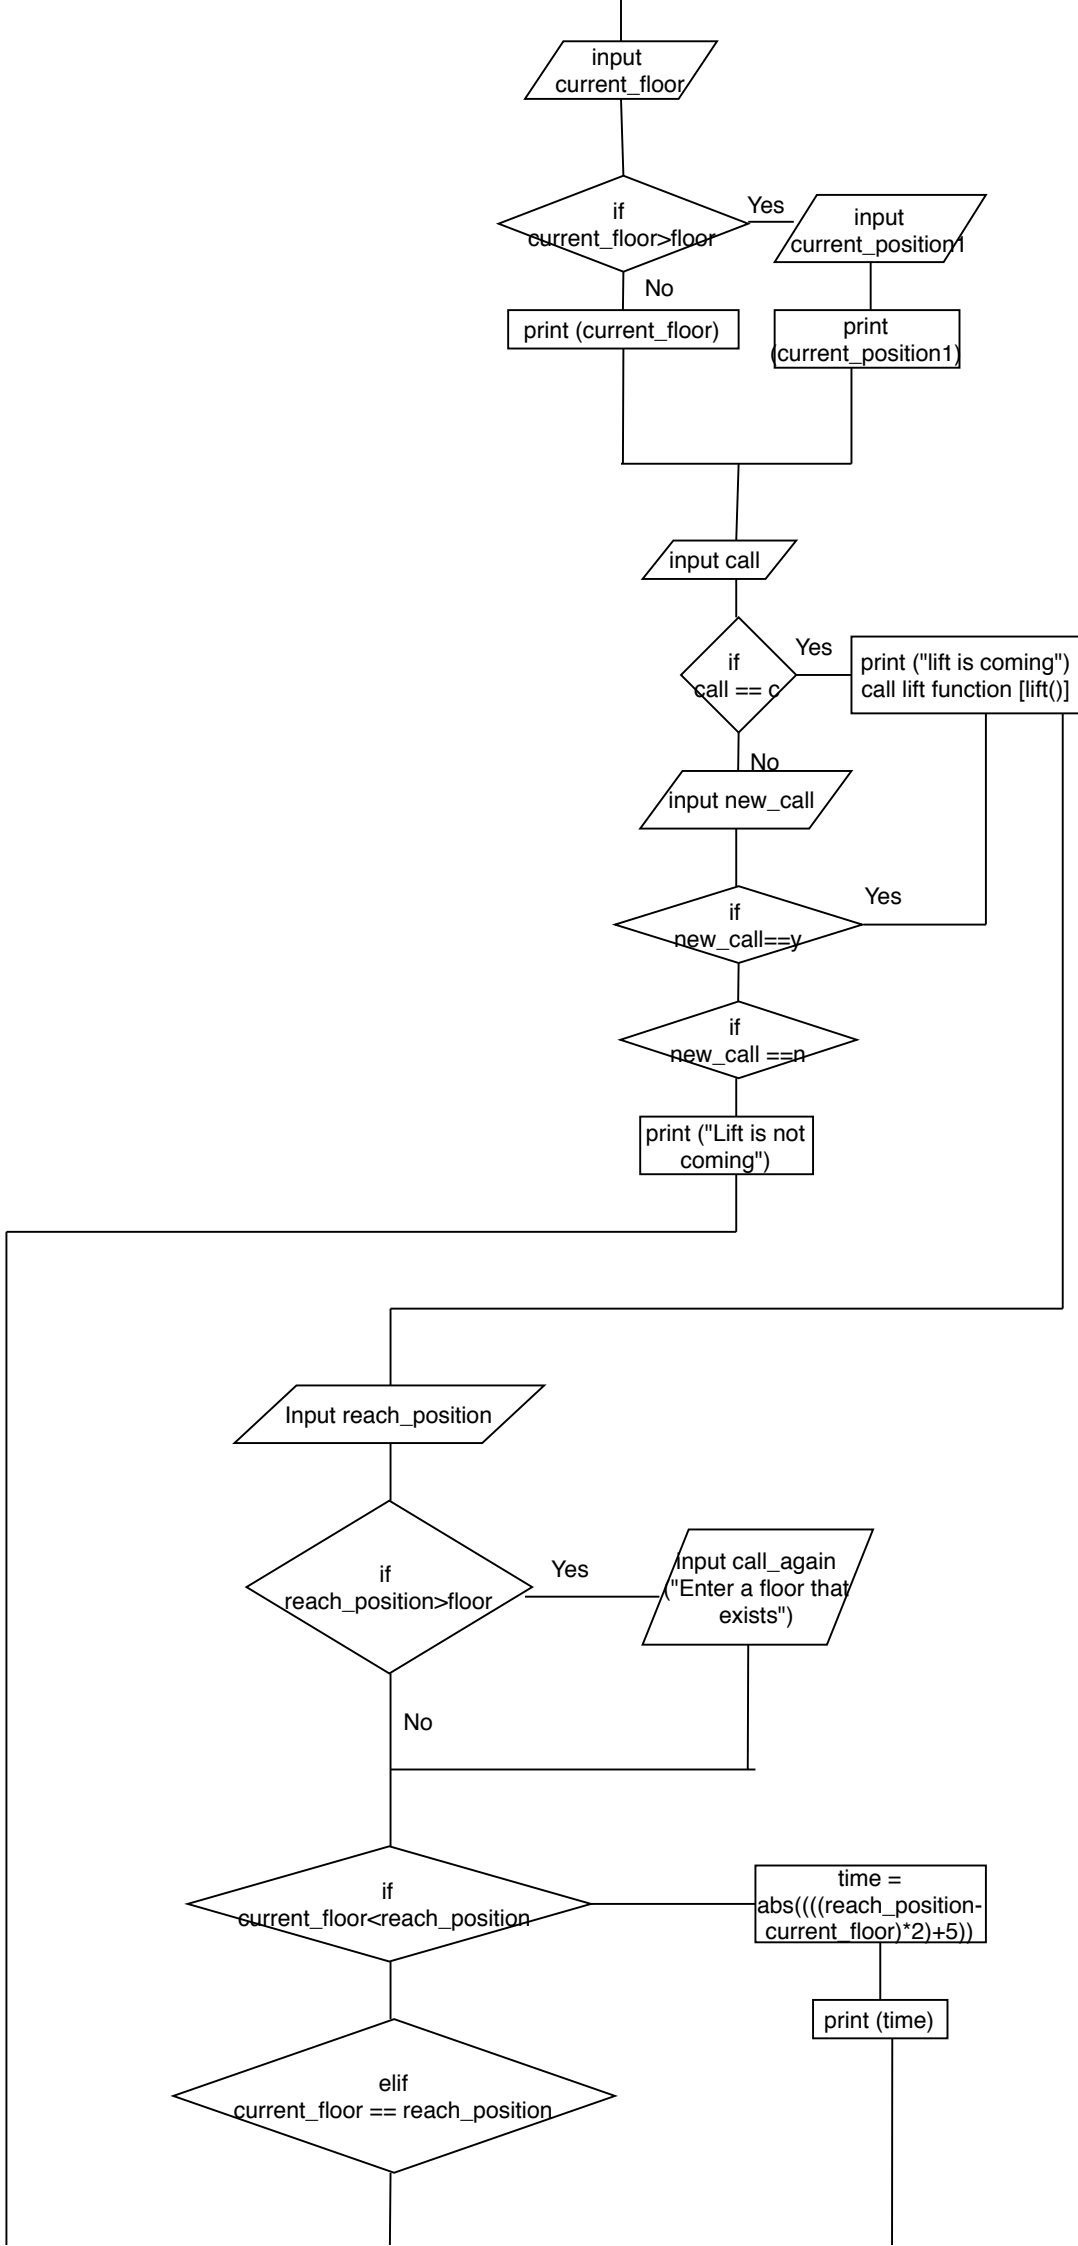 input
current_floor
if
current_floor>floor
Yes
input
current_position1
No
print (current_floor)
print
(current_position1)
input call
if
call == c
Yes
print ("lift is coming")
call lift function [lift()]
No
input new_call
if
new_call==y
Yes
if
new_call ==n
print ("Lift is not
coming")
Input reach_position
if
reach_position>floor
Yes
input call_again
("Enter a floor that
exists")
No
if
current_floor<reach_position
time =
abs((((reach_position-
current_floor)*2)+5))
print (time)
elif
current_floor == reach_position